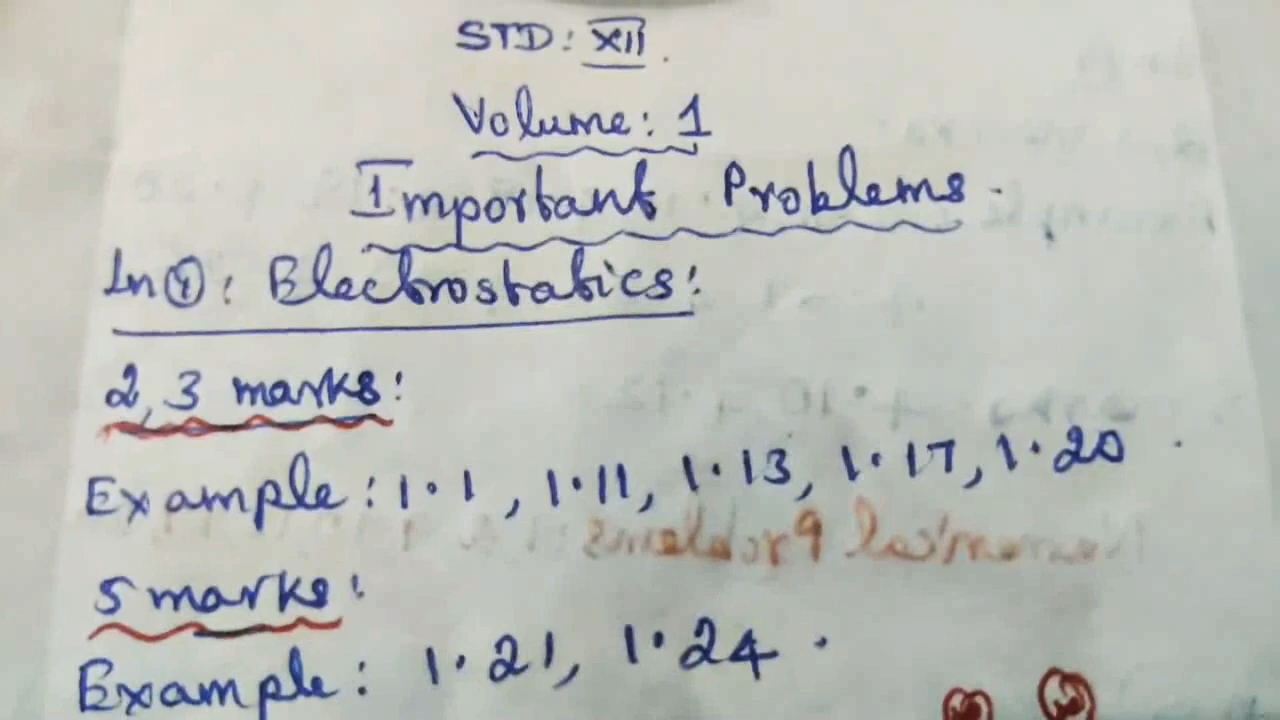 STD: XII.
Volume: 1
Important Problems.
Ln ①: Electrostatics:
2, 3 marks:
Example: 1.1, 1.11, 1.13, 1.17, 1.20.
5 marks:
Example: 1.21, 1.24.